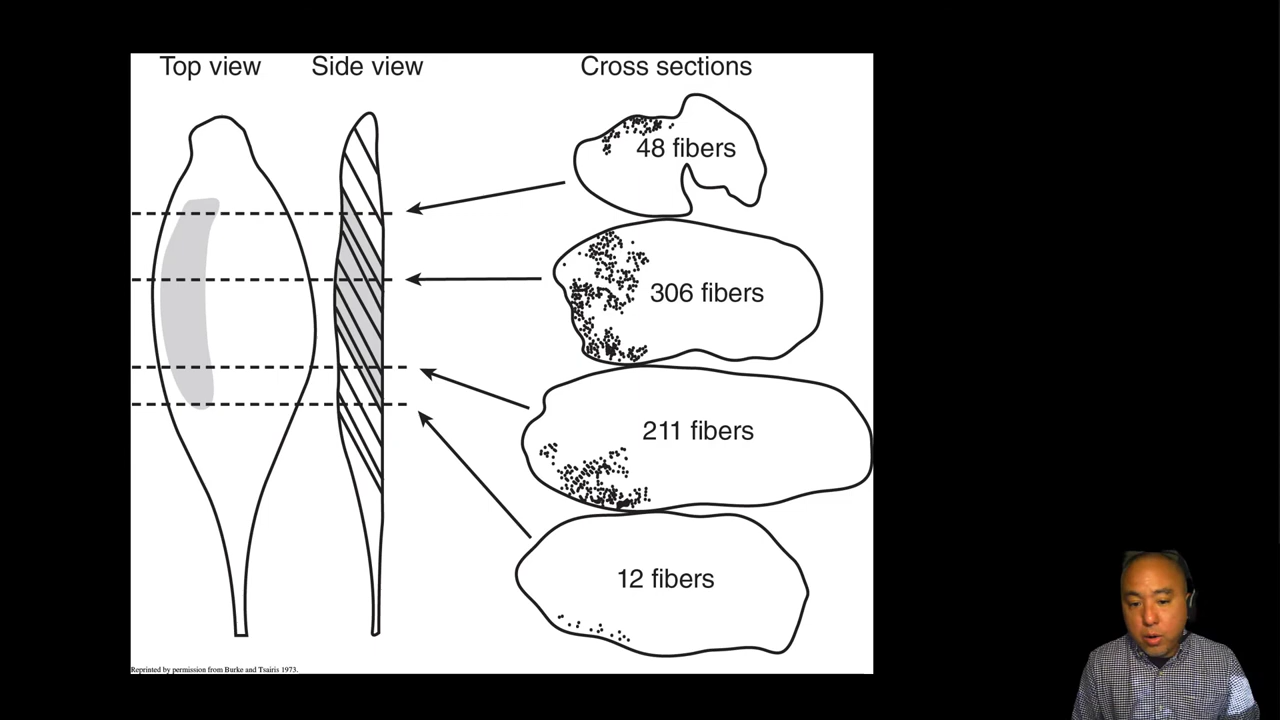 Top view
Side view
Cross sections
48 fibers
306 fibers
211 fibers
12 fibers
Reprinted by permission from Burke and Tsairis 1973.